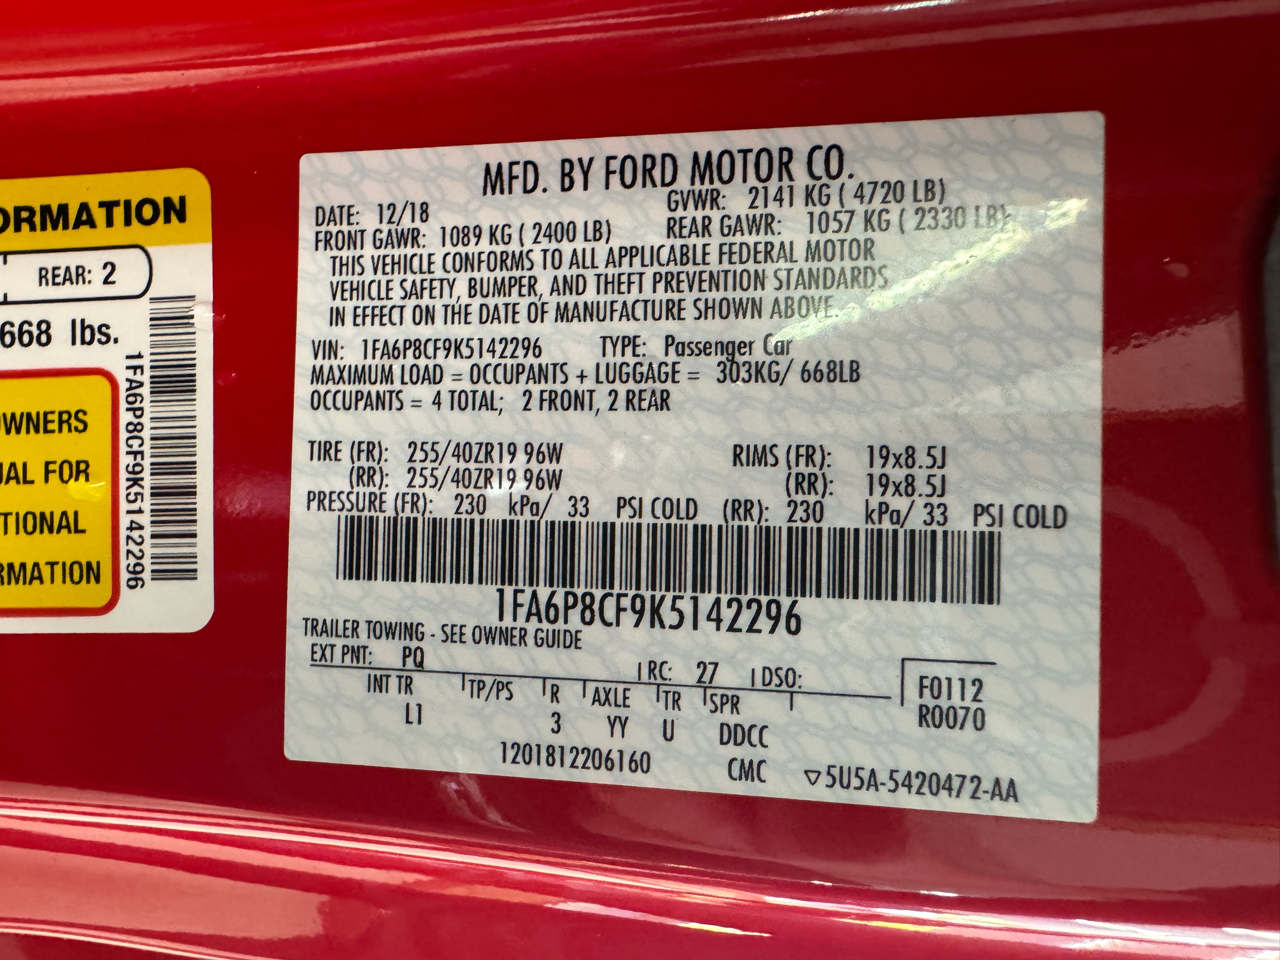 ORMATION
REAR: 2
668 lbs.
1FA6P8CF9K5142296
WNERS
AL FOR
TIONAL
RMATION
MFD. BY FORD MOTOR CO.
DATE: 12/18 GVWR: 2141 KG ( 4720 LB)
FRONT GAWR: 1089 KG ( 2400 LB) REAR GAWR: 1057 KG ( 2330 LB)
THIS VEHICLE CONFORMS TO ALL APPLICABLE FEDERAL MOTOR
VEHICLE SAFETY, BUMPER, AND THEFT PREVENTION STANDARDS
IN EFFECT ON THE DATE OF MANUFACTURE SHOWN ABOVE.
VIN: 1FA6P8CF9K5142296 TYPE: Passenger Car
MAXIMUM LOAD = OCCUPANTS + LUGGAGE = 303KG/ 668LB
OCCUPANTS = 4 TOTAL; 2 FRONT, 2 REAR
TIRE (FR): 255/40ZR19 96W RIMS (FR): 19x8.5J
(RR): 255/40ZR19 96W (RR): 19x8.5J
PRESSURE (FR): 230 kPa/ 33 PSI COLD (RR): 230 kPa/ 33 PSI COLD
1FA6P8CF9K5142296
TRAILER TOWING - SEE OWNER GUIDE
EXT PNT: PQ RC: 27 DSO:
INT TR TP/PS R AXLE TR SPR F0112
L1 3 YY U DDCC R0070
1201812206160 CMC ▽5U5A-5420472-AA